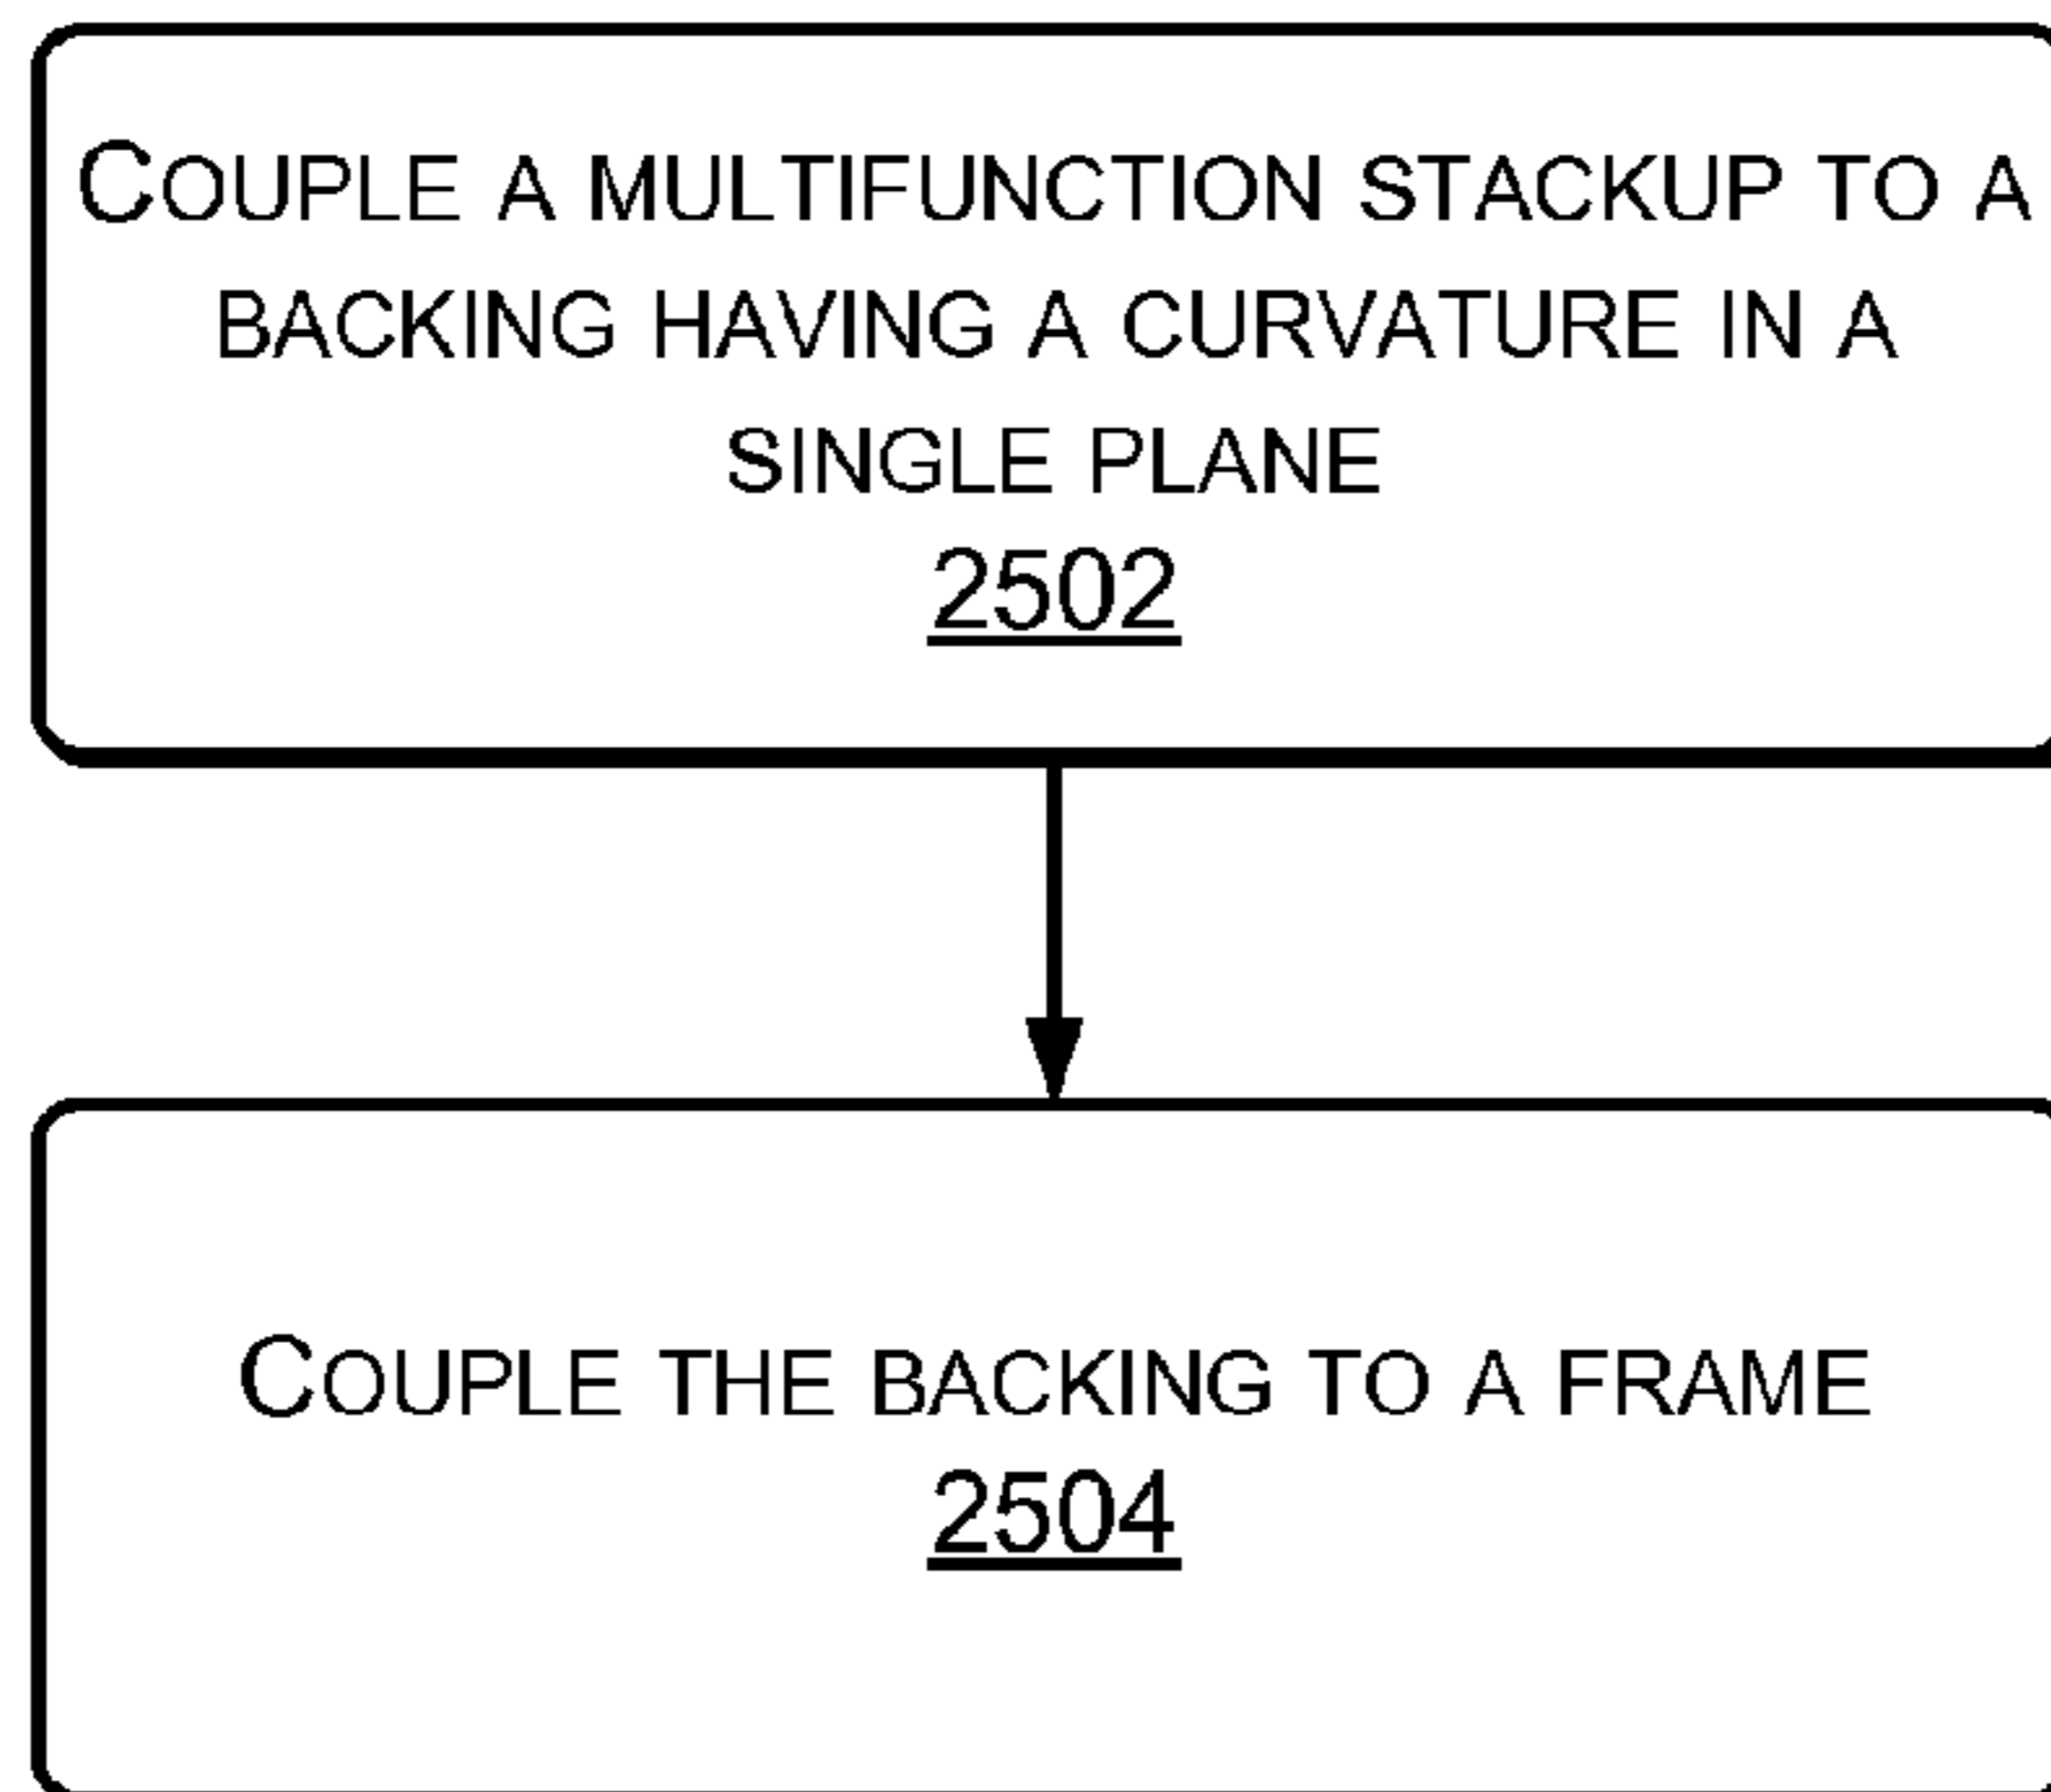 COUPLE A MULTIFUNCTION STACKUP TO A
BACKING HAVING A CURVATURE IN A
SINGLE PLANE
2502
COUPLE THE BACKING TO A FRAME
2504